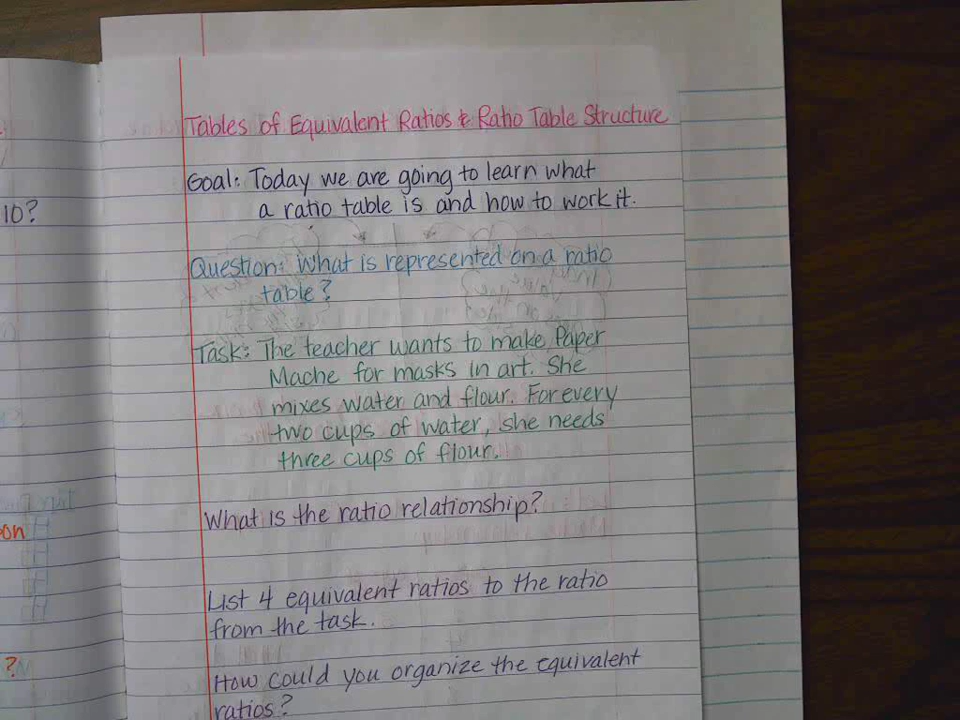 Tables of Equivalent Ratios & Ratio Table Structure
Goal: Today we are going to learn what
a ratio table is and how to work it.
10?
Question: What is represented on a ratio
table?
Task: The teacher wants to make Paper
Mache for masks in art. She
mixes water and flour. For every
two cups of water, she needs
three cups of flour.
What is the ratio relationship?
on
List 4 equivalent ratios to the ratio
from the task.
?
How could you organize the equivalent
ratios?